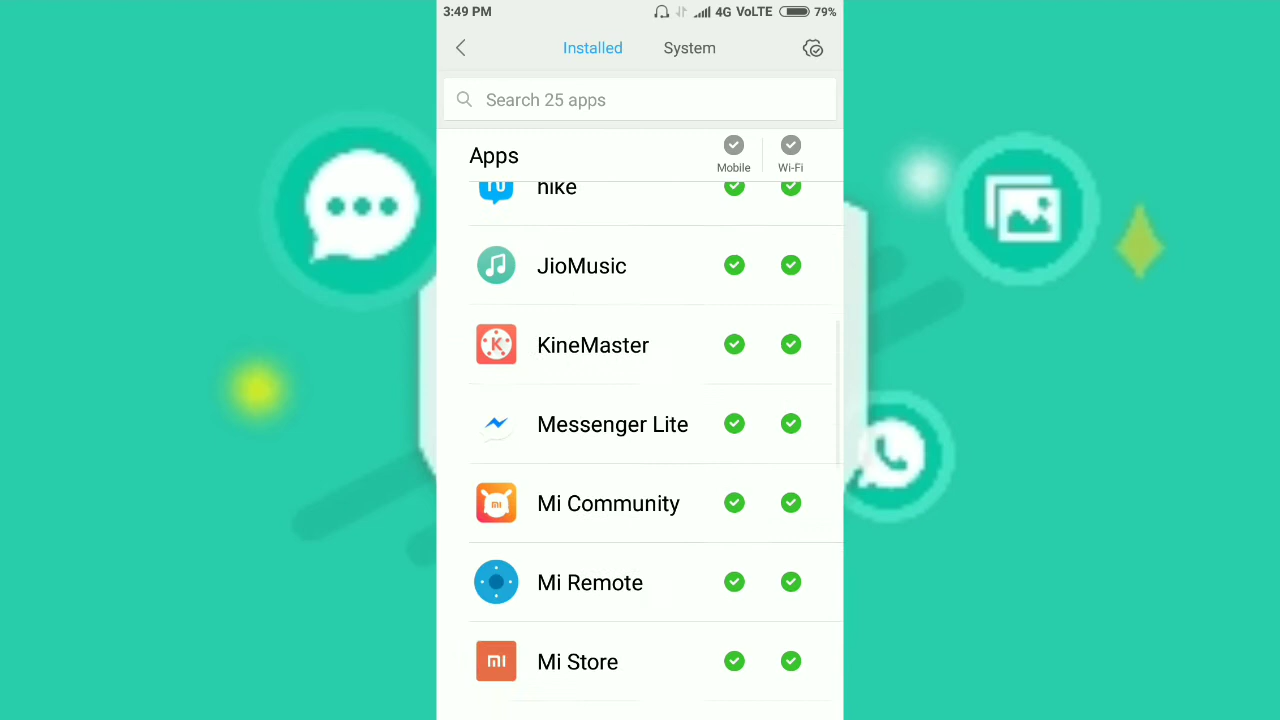 3:49 PM 4G VoLTE 79%
Installed System
Search 25 apps
Apps Mobile Wi-Fi
hike
JioMusic
KineMaster
Messenger Lite
Mi Community
Mi Remote
Mi Store